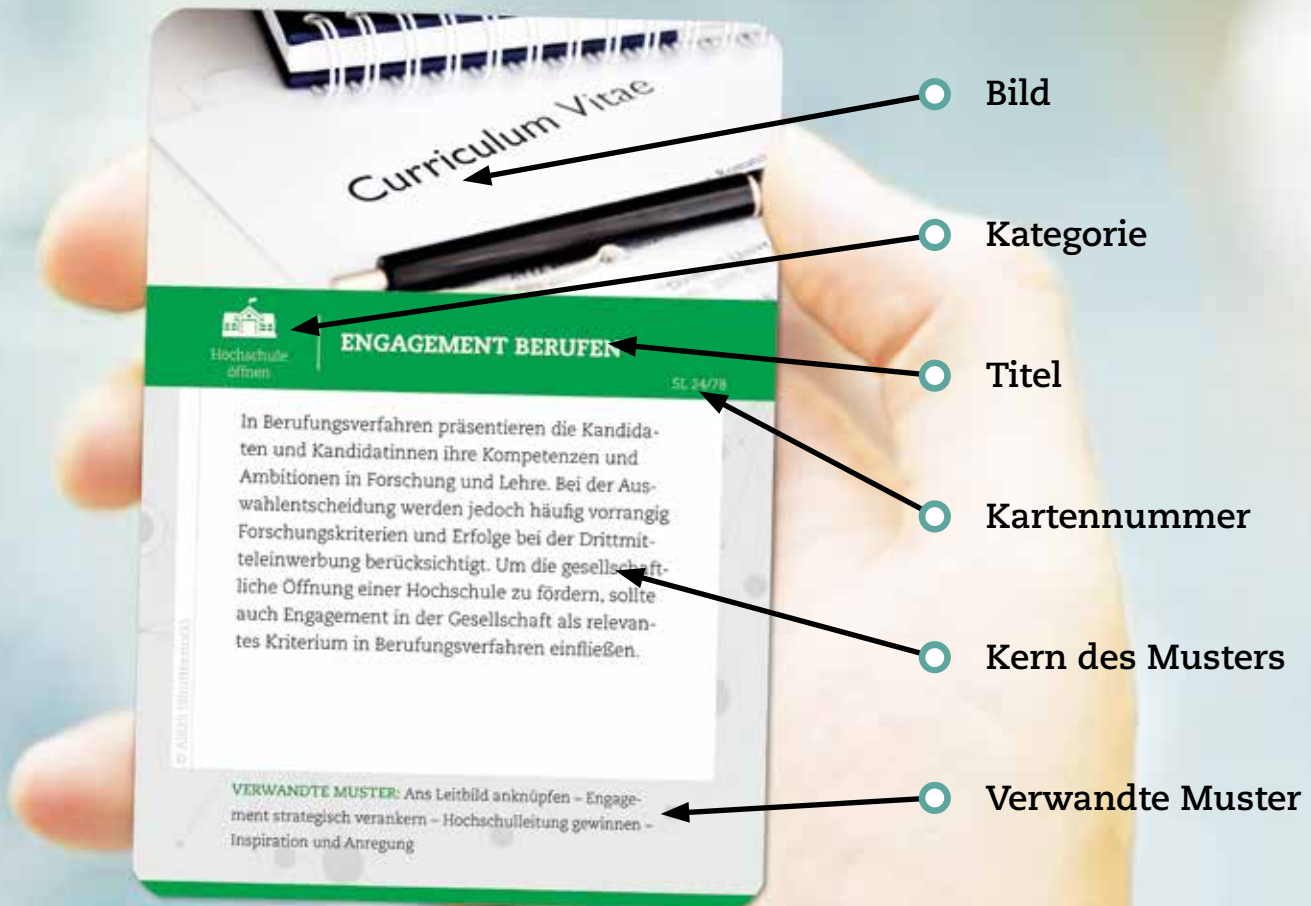 Curriculum Vitae
Bild
Kategorie
Hochschule
öffnen
ENGAGEMENT BERUFEN
Titel
SL 24/78
Kartennummer
In Berufungsverfahren präsentieren die Kandida-
ten und Kandidatinnen ihre Kompetenzen und
Ambitionen in Forschung und Lehre. Bei der Aus-
wahlentscheidung werden jedoch häufig vorrangig
Forschungskriterien und Erfolge bei der Drittmit-
teleinwerbung berücksichtigt. Um die gesellschaft-
liche Öffnung einer Hochschule zu fördern, sollte
auch Engagement in der Gesellschaft als relevan-
tes Kriterium in Berufungsverfahren einfließen.
Kern des Musters
VERWANDTE MUSTER: Ans Leitbild anknüpfen – Engage-
ment strategisch verankern – Hochschulleitung gewinnen –
Inspiration und Anregung
Verwandte Muster